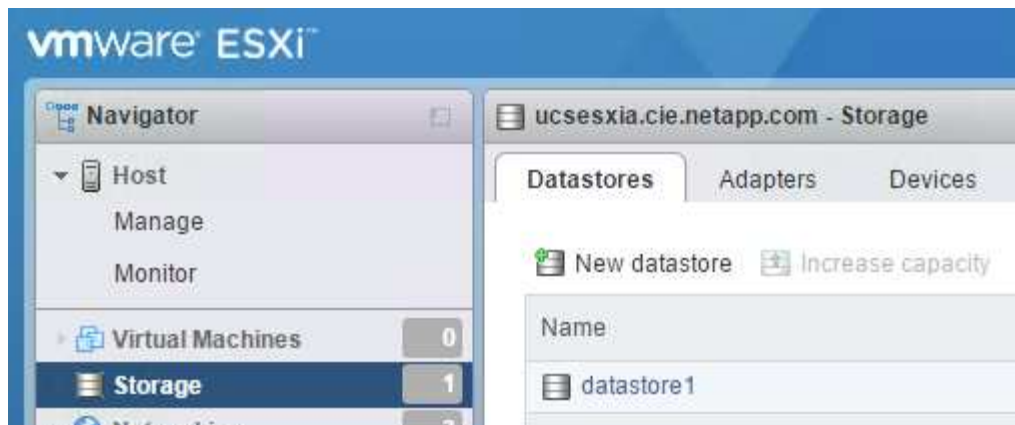 vmware ESXi™
Navigator
Host
Manage
Monitor
Virtual Machines 0
Storage 1
ucsesxia.cie.netapp.com - Storage
Datastores Adapters Devices
New datastore Increase capacity
Name
datastore1